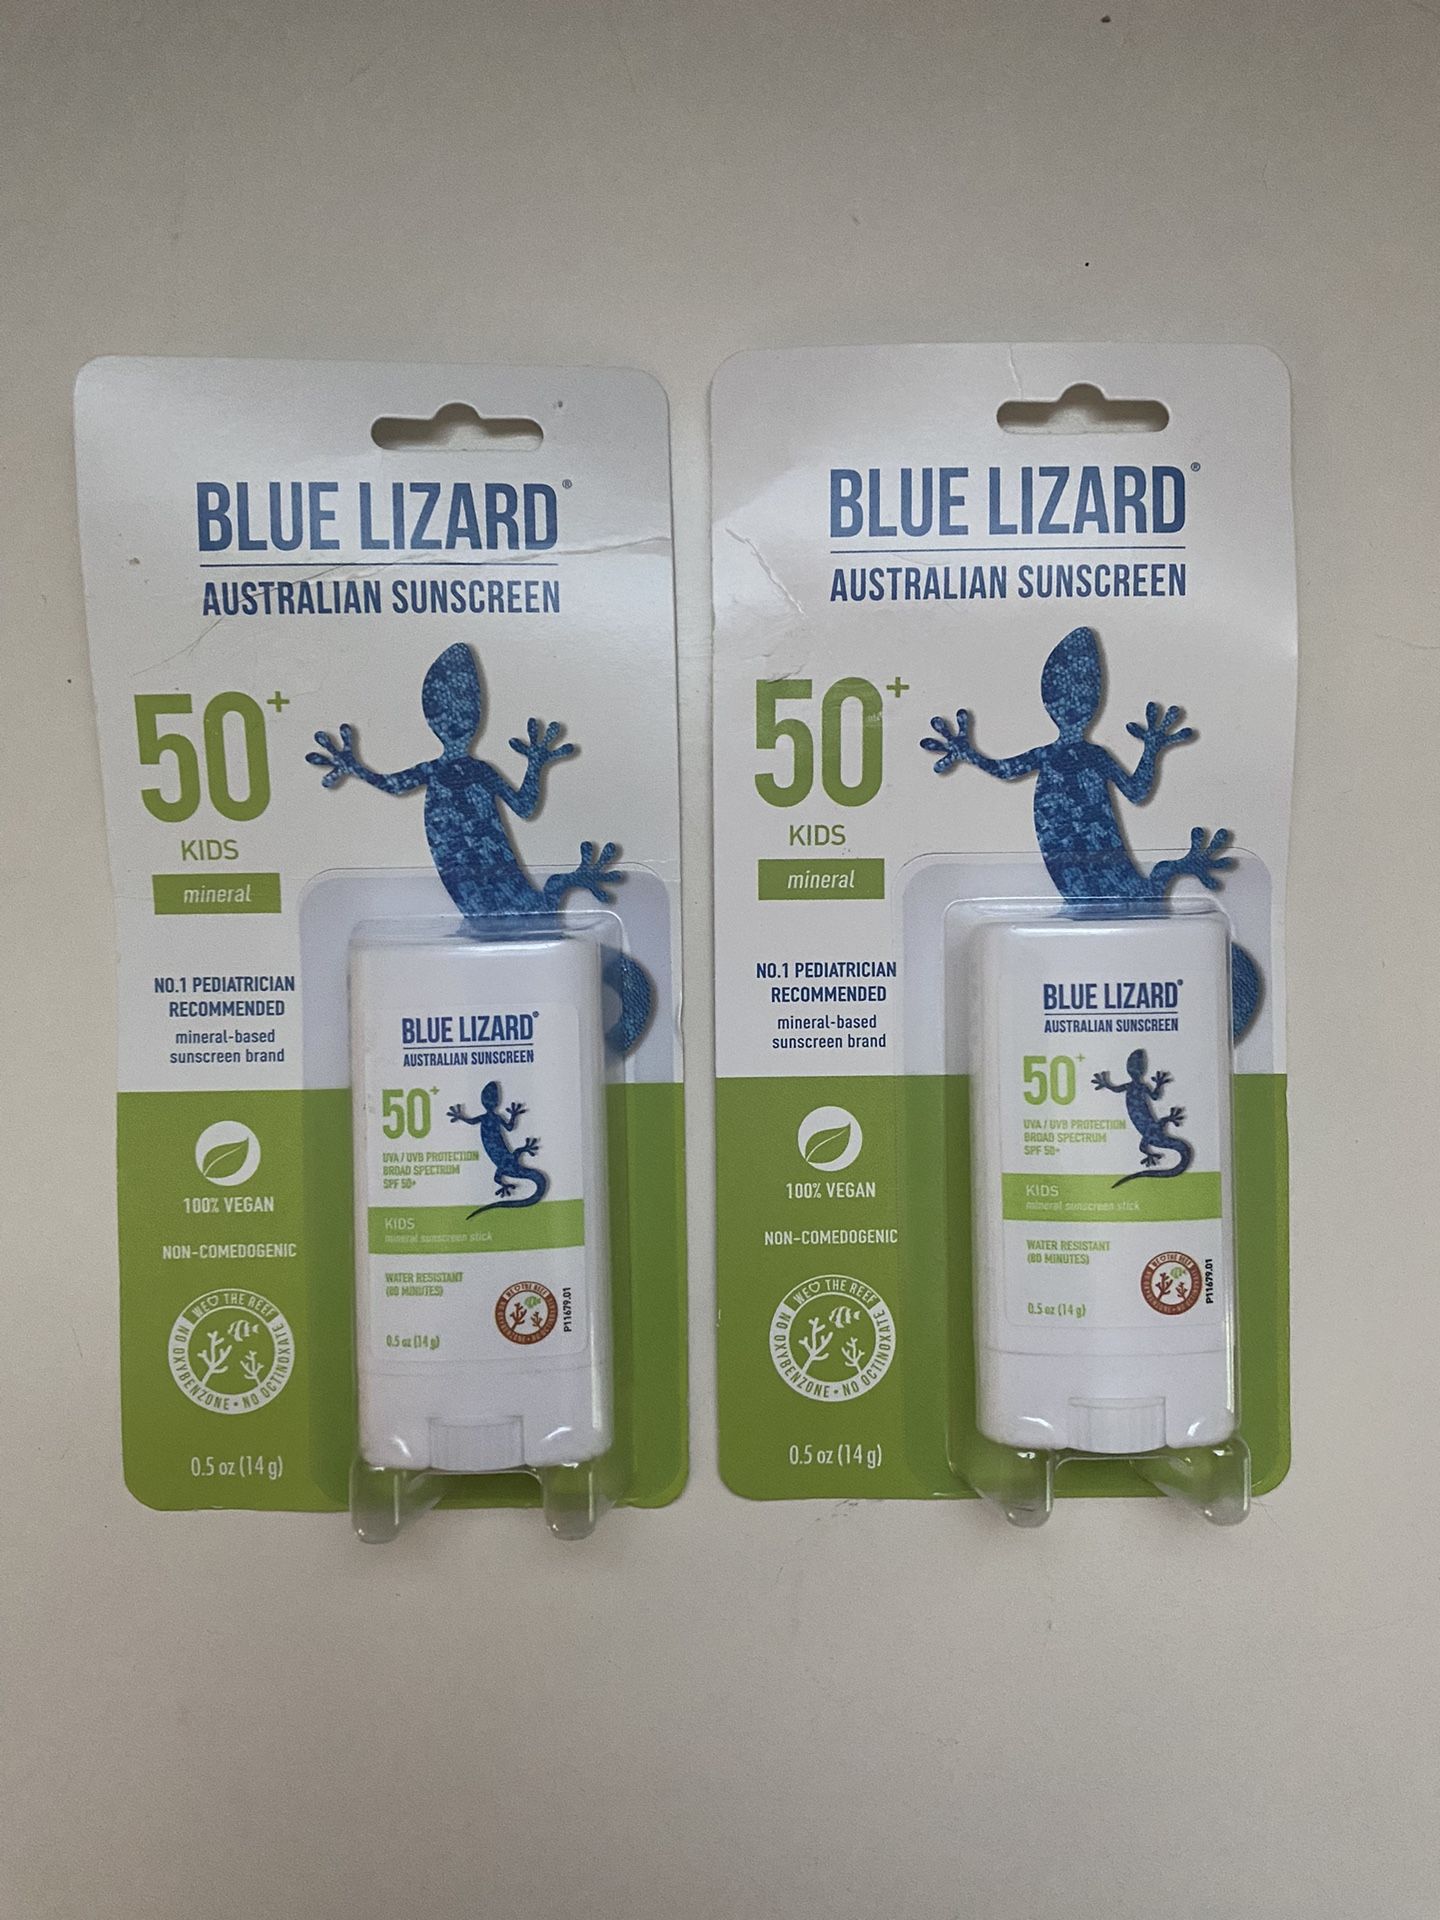 BLUE LIZARD®
AUSTRALIAN SUNSCREEN
50+
KIDS
mineral
NO.1 PEDIATRICIAN
RECOMMENDED
mineral-based
sunscreen brand
100% VEGAN
NON-COMEDOGENIC
WE THE REEF
NO OXYBENZONE • NO OCTINOXATE
0.5 oz (14 g)
BLUE LIZARD®
AUSTRALIAN SUNSCREEN
50+
UVA / UVB PROTECTION
BROAD SPECTRUM
SPF 50+
KIDS
mineral sunscreen stick
WATER RESISTANT
(80 MINUTES)
0.5 oz (14 g)
P11679.01
BLUE LIZARD®
AUSTRALIAN SUNSCREEN
50+
KIDS
mineral
NO.1 PEDIATRICIAN
RECOMMENDED
mineral-based
sunscreen brand
100% VEGAN
NON-COMEDOGENIC
WE THE REEF
NO OXYBENZONE • NO OCTINOXATE
0.5 oz (14 g)
BLUE LIZARD®
AUSTRALIAN SUNSCREEN
50+
UVA / UVB PROTECTION
BROAD SPECTRUM
SPF 50+
KIDS
mineral sunscreen stick
WATER RESISTANT
(80 MINUTES)
0.5 oz (14 g)
P11679.01